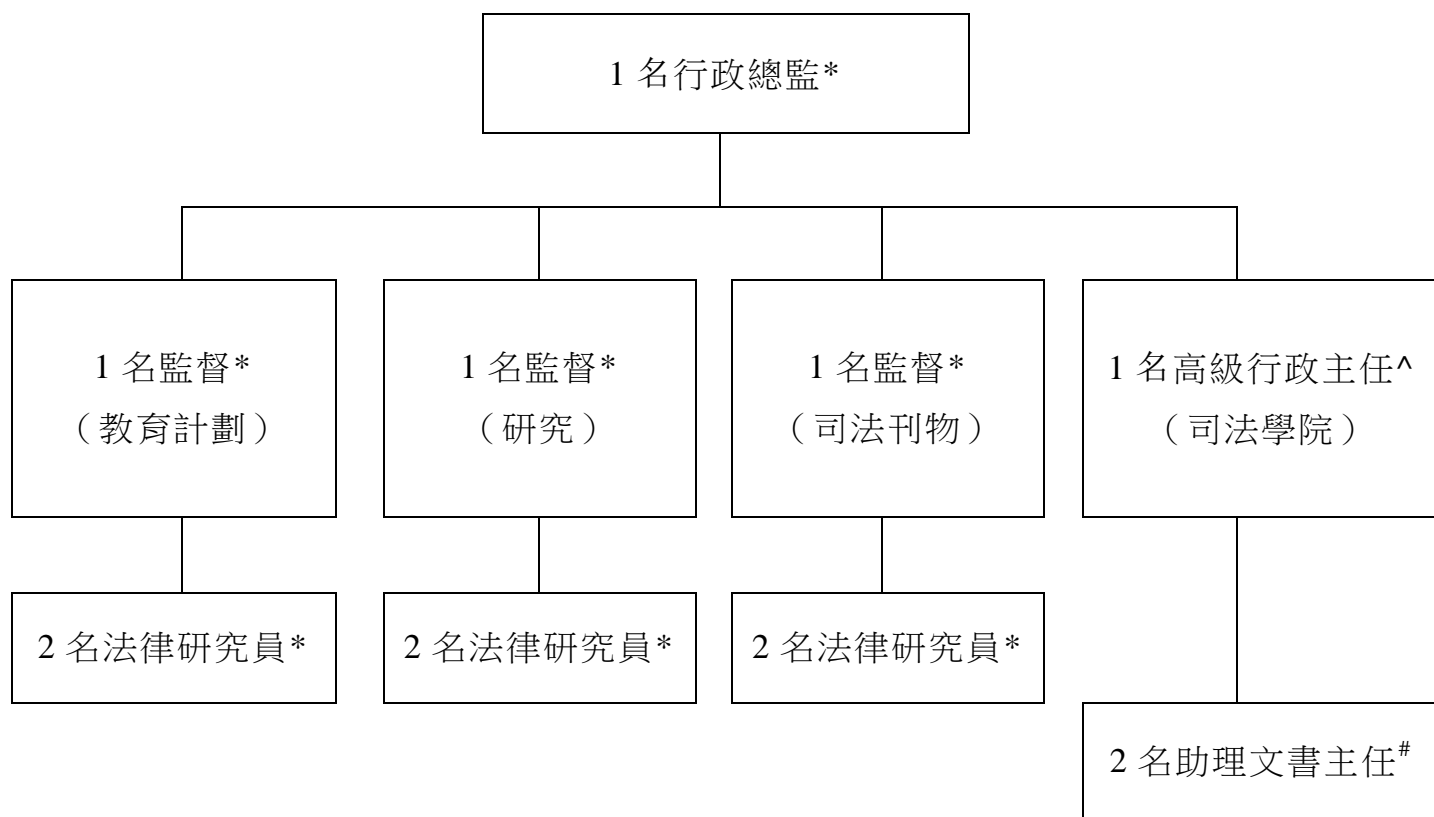 1 名行政總監*
1 名監督*
（教育計劃）
1 名監督*
（研究）
1 名監督*
（司法刊物）
1 名高級行政主任^
（司法學院）
2 名法律研究員*
2 名法律研究員*
2 名法律研究員*
2 名助理文書主任#